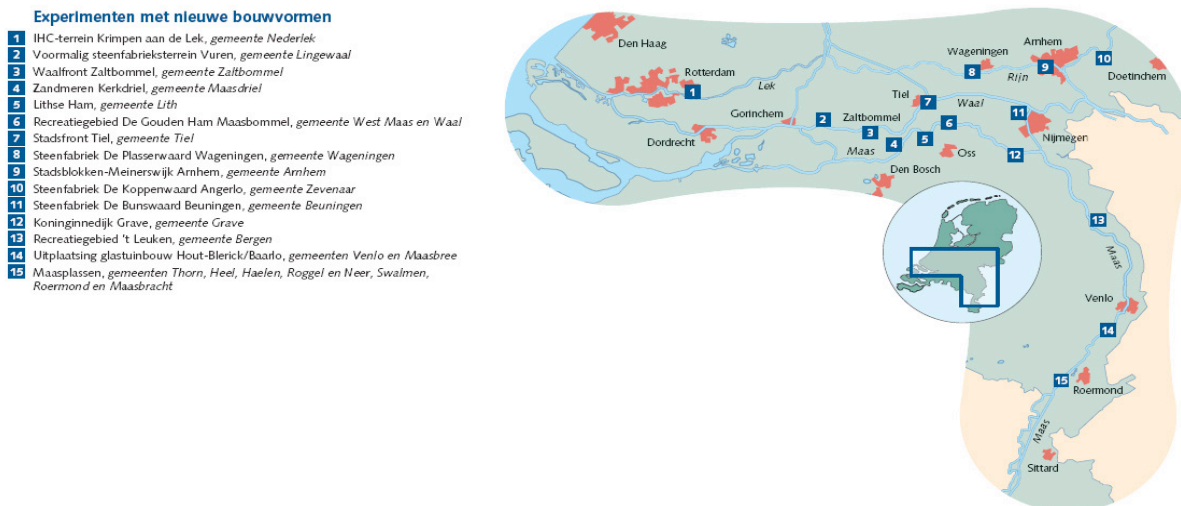 Experimenten met nieuwe bouwvormen
1 IHC-terrein Krimpen aan de Lek, gemeente Nederlek
2 Voormalig steenfabrieksterrein Vuren, gemeente Lingewaal
3 Waalfront Zaltbommel, gemeente Zaltbommel
4 Zandmeren Kerkdriel, gemeente Maasdriel
5 Lithse Ham, gemeente Lith
6 Recreatiegebied De Gouden Ham Maasbommel, gemeente West Maas en Waal
7 Stadsfront Tiel, gemeente Tiel
8 Steenfabriek De Plasserwaard Wageningen, gemeente Wageningen
9 Stadsblokken-Meinerswijk Arnhem, gemeente Arnhem
10 Steenfabriek De Koppenwaard Angerlo, gemeente Zevenaar
11 Steenfabriek De Bunswaard Beuningen, gemeente Beuningen
12 Koninginnedijk Grave, gemeente Grave
13 Recreatiegebied 't Leuken, gemeente Bergen
14 Uitplaatsing glastuinbouw Hout-Blerick/Baarlo, gemeenten Venlo en Maasbree
15 Maasplassen, gemeenten Thorn, Heel, Haelen, Roggel en Neer, Swalmen,
Roermond en Maasbracht
Den Haag
Wageningen
Arnhem
8
9
10
Rijn
Doetinchem
Rotterdam
1
Lek
Tiel
7
Waal
Gorinchem
2
Zaltbommel
3
6
11
Nijmegen
Dordrecht
Maas
4
5
Oss
12
Den Bosch
13
Maas
Venlo
14
15
Roermond
Maas
Sittard